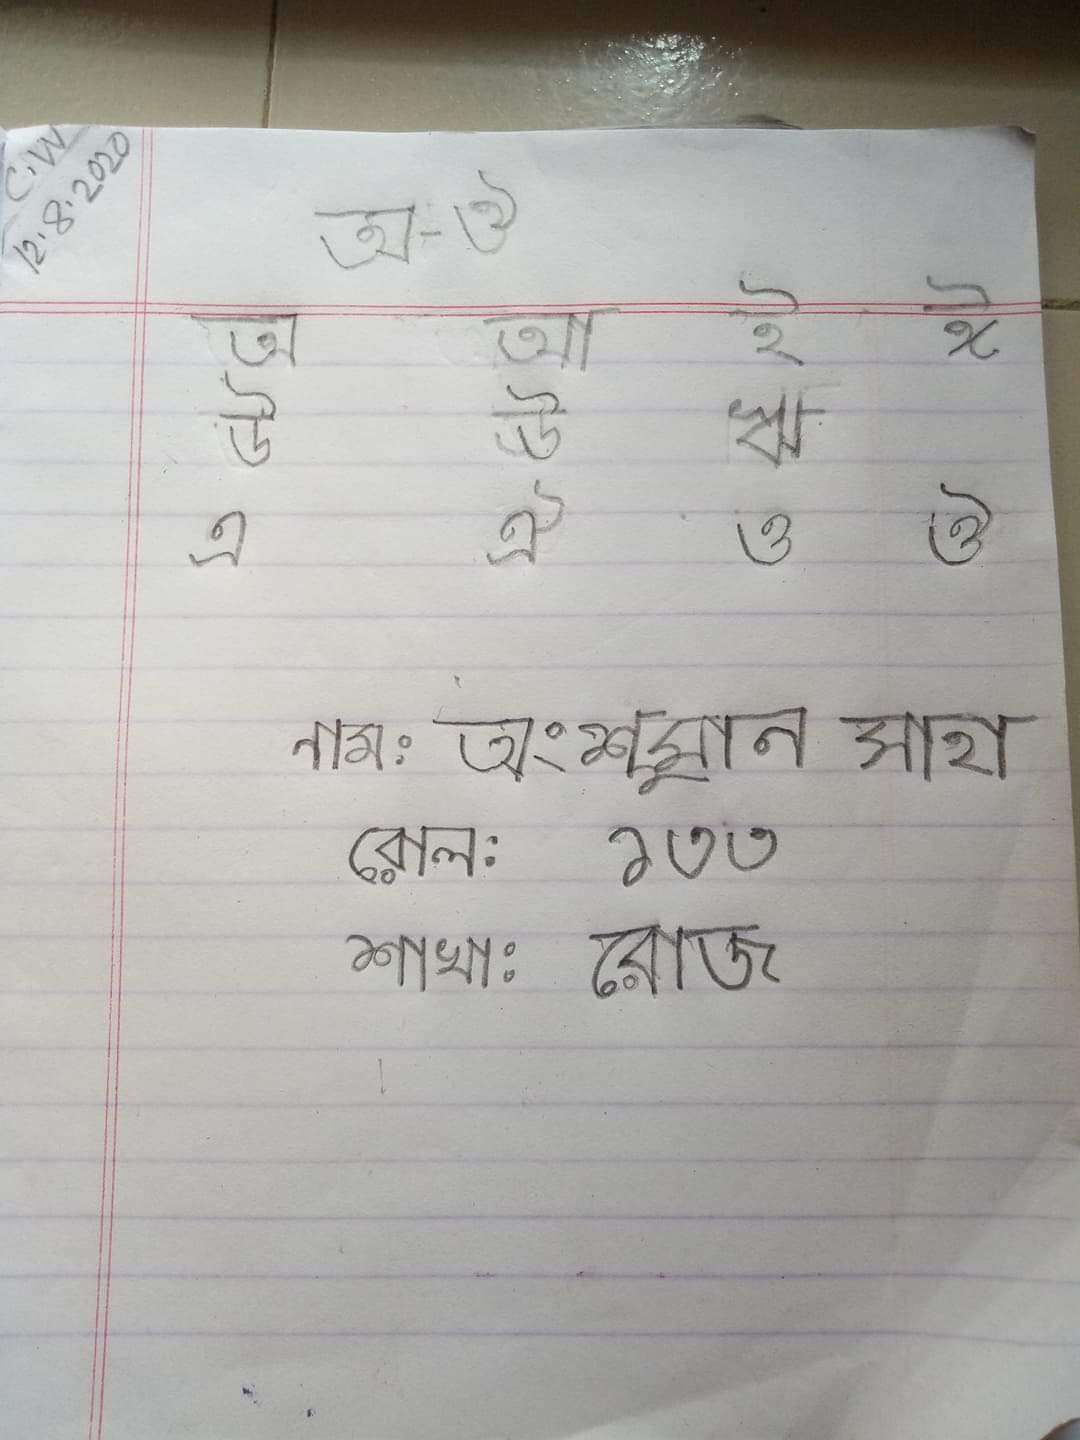 C.W
12.8.2020
অ-ঔ
অ আ ই ঈ
উ ঊ ঋ
এ ঐ ও ঔ
নামঃ অংশুমান সাহা
রোলঃ ১৩৩
শাখাঃ রোজ